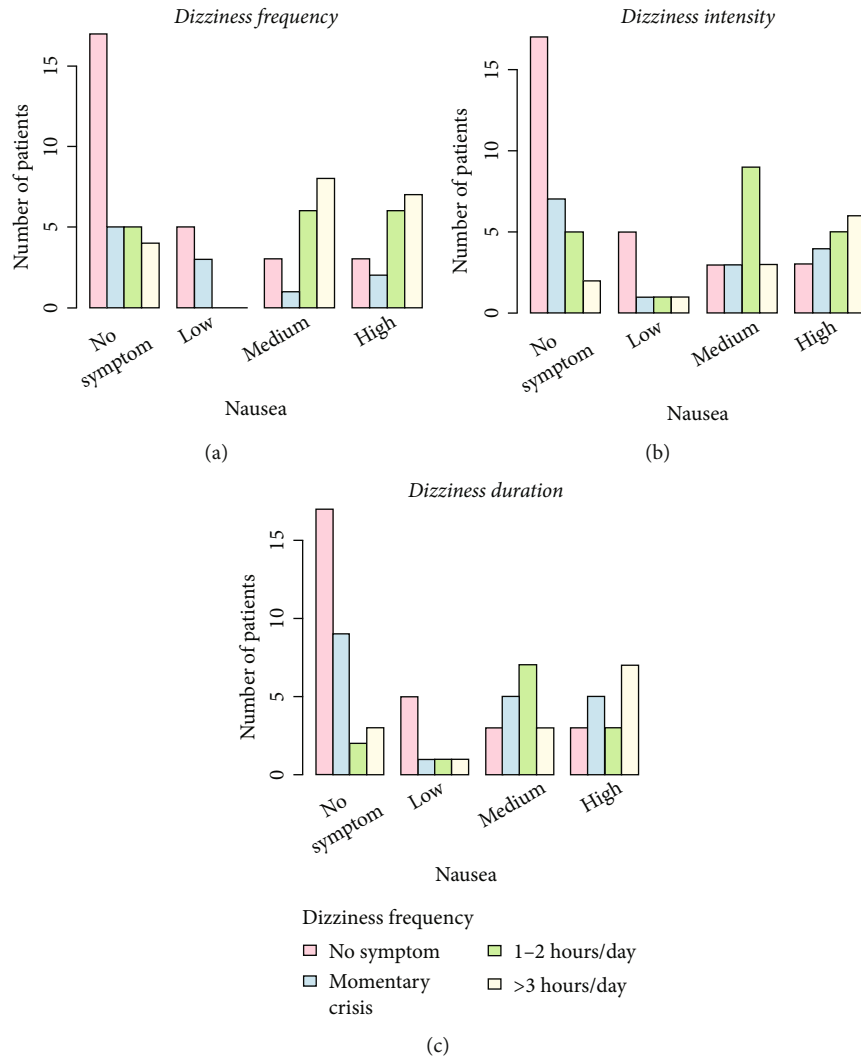 Dizziness frequency
Number of patients
15
10
5
0
No
symptom
Low
Medium
High
Nausea
(a)
Dizziness intensity
Number of patients
15
10
5
0
No
symptom
Low
Medium
High
Nausea
(b)
Dizziness duration
Number of patients
15
10
5
0
No
symptom
Low
Medium
High
Nausea
Dizziness frequency
No symptom
Momentary
crisis
1–2 hours/day
>3 hours/day
(c)